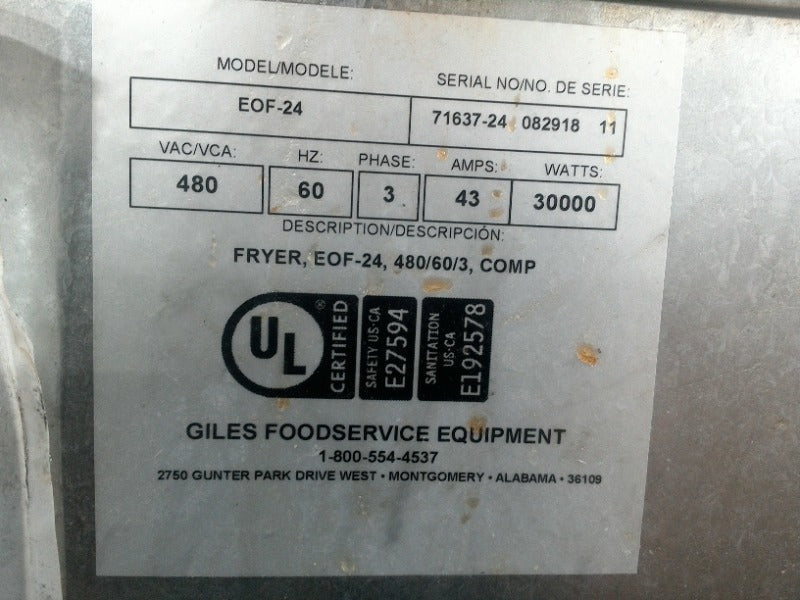 MODEL/MODELE: SERIAL NO/NO. DE SERIE:
EOF-24 71637-24 082918 11
VAC/VCA: HZ: PHASE: AMPS: WATTS:
480 60 3 43 30000
DESCRIPTION/DESCRIPCIÓN:
FRYER, EOF-24, 480/60/3, COMP
UL ® CERTIFIED
SAFETY US-CA
E27594
SANITATION
US-CA
E192578
GILES FOODSERVICE EQUIPMENT
1-800-554-4537
2750 GUNTER PARK DRIVE WEST • MONTGOMERY • ALABAMA • 36109